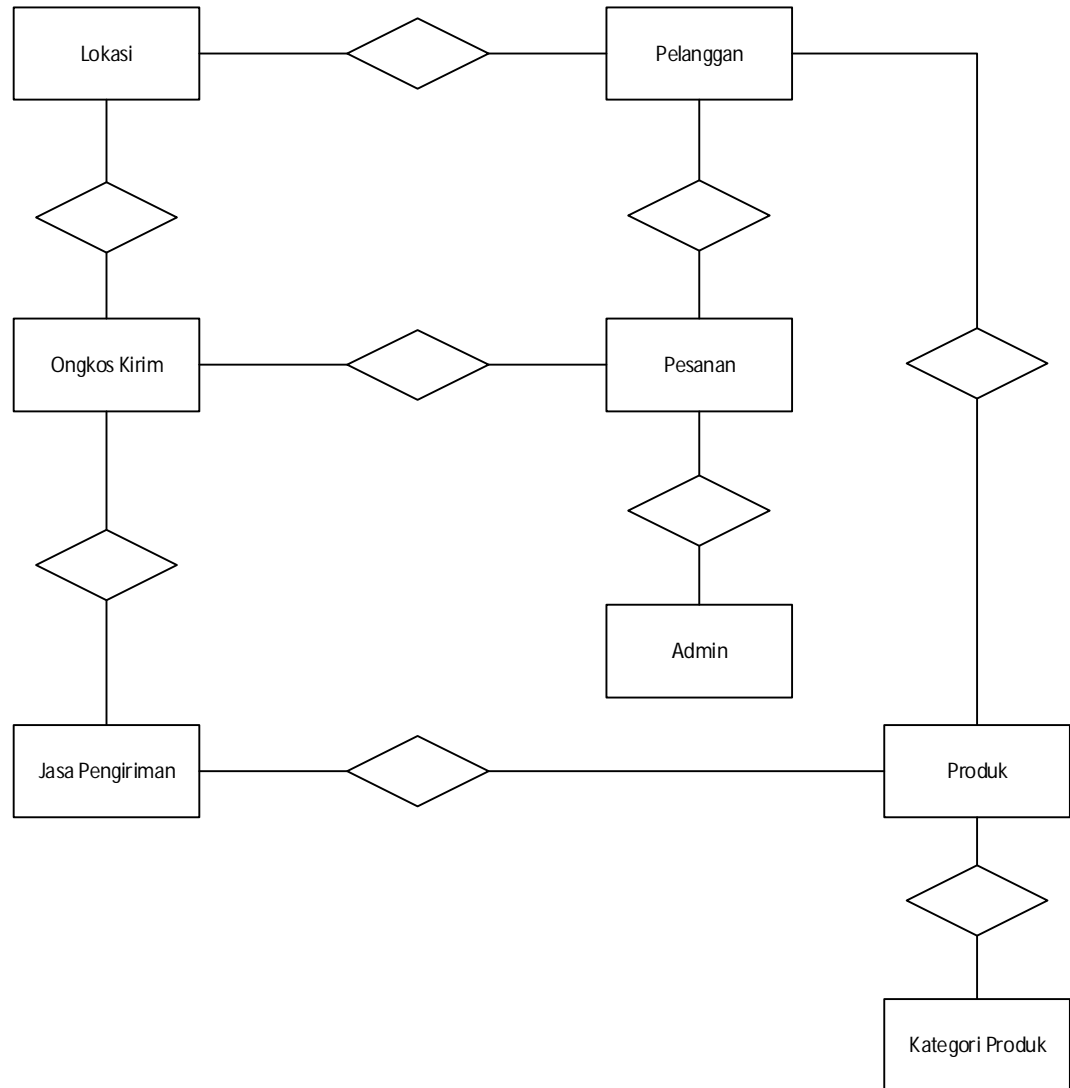 Lokasi
Pelanggan
Ongkos Kirim
Pesanan
Admin
Jasa Pengiriman
Produk
Kategori Produk